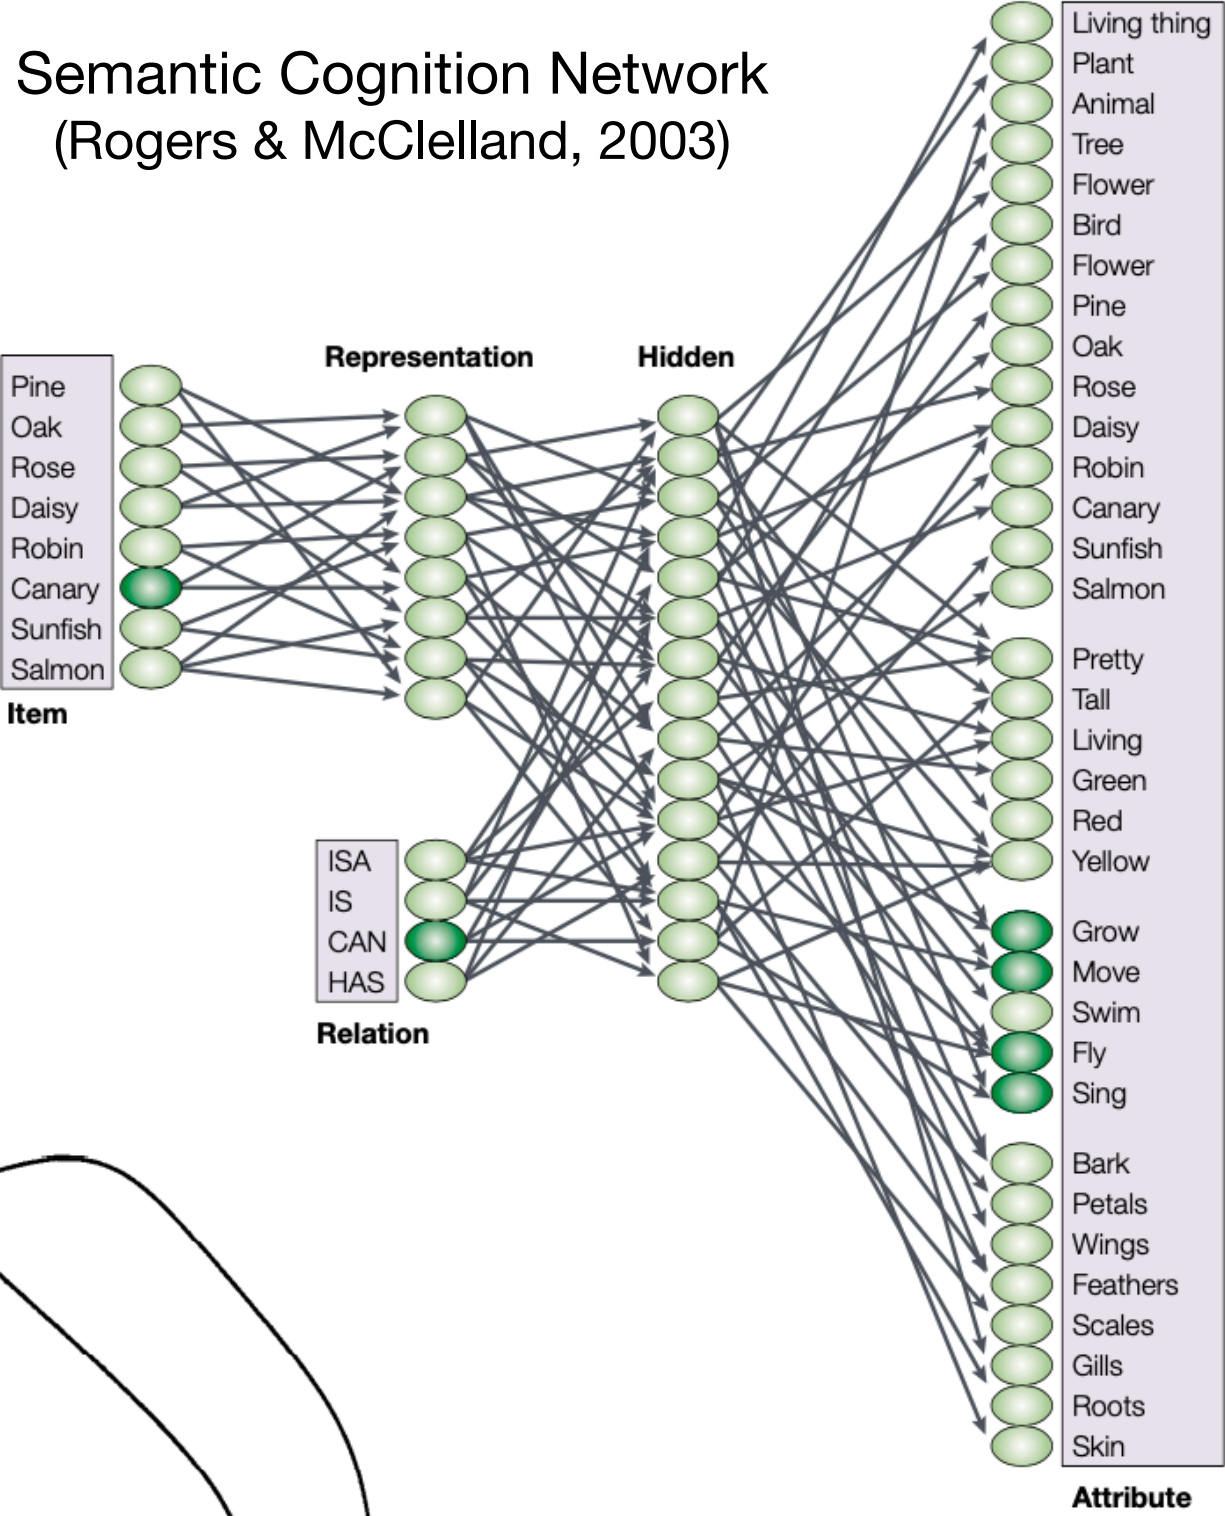 Semantic Cognition Network
(Rogers & McClelland, 2003)
Pine
Oak
Rose
Daisy
Robin
Canary
Sunfish
Salmon
Item
Representation
Hidden
ISA
IS
CAN
HAS
Relation
Living thing
Plant
Animal
Tree
Flower
Bird
Flower
Pine
Oak
Rose
Daisy
Robin
Canary
Sunfish
Salmon
Pretty
Tall
Living
Green
Red
Yellow
Grow
Move
Swim
Fly
Sing
Bark
Petals
Wings
Feathers
Scales
Gills
Roots
Skin
Attribute